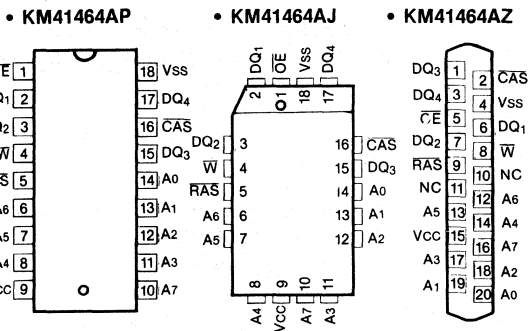 • KM41464AP
E 1 18 VSS
Q1 2 17 DQ4
Q2 3 16 CAS
W 4 15 DQ3
S 5 14 A0
A6 6 13 A1
A5 7 12 A2
A4 8 11 A3
CC 9 10 A7
• KM41464AJ
DQ1 OE VSS DQ4
2 1 18 17
DQ2 3 16 CAS
W 4 15 DQ3
RAS 5 14 A0
A6 6 13 A1
A5 7 12 A2
8 9 10 11
A4 VCC A7 A3
• KM41464AZ
DQ3 1
2 CAS
DQ4 3
4 VSS
5
6 DQ1
DQ2 7
8 W
RAS 9
10 NC
NC 11
12 A6
A5 13
14 A4
VCC 15
16 A7
A3 17
18 A2
A1 19
20 A0